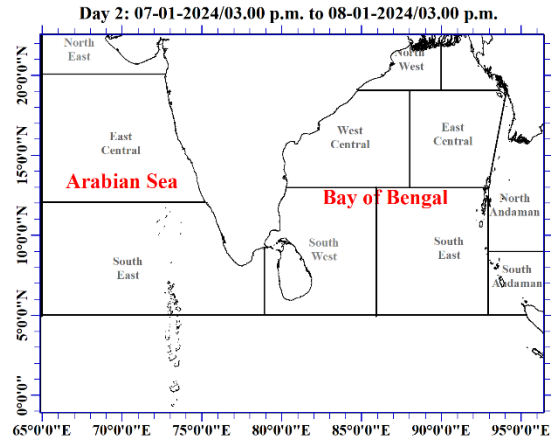 Day 2: 07-01-2024/03.00 p.m. to 08-01-2024/03.00 p.m.
North
East
North
West
20°0'0"N
East
Central
West
Central
East
Central
15°0'0"N
Arabian Sea
Bay of Bengal
North
Andaman
10°0'0"N
South
East
South
West
South
East
South
Andaman
5°0'0"N
0°0'0"
65°0'0"E 70°0'0"E 75°0'0"E 80°0'0"E 85°0'0"E 90°0'0"E 95°0'0"E